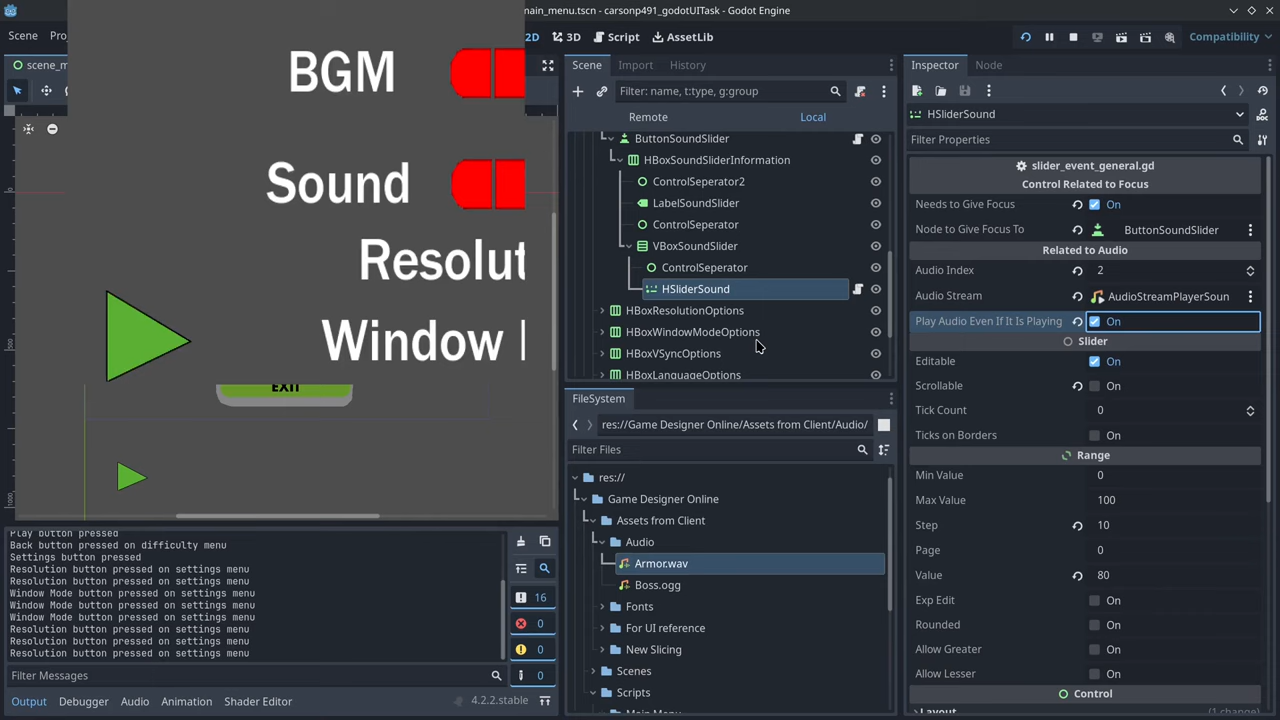 ain_menu.tscn - carsonp491_godotUITask - Godot Engine
Scene
Proj
2D
3D
Script
AssetLib
Compatibility
scene_m
BGM
Sound
Resolut
Window
EXIT
0
500
1000
Scene
Import
History
Filter: name, t:type, g:group
Remote
Local
ButtonSoundSlider
HBoxSoundSliderInformation
ControlSeperator2
LabelSoundSlider
ControlSeperator
VBoxSoundSlider
ControlSeperator
HSliderSound
HBoxResolutionOptions
HBoxWindowModeOptions
HBoxVSyncOptions
HBoxLanguageOptions
FileSystem
res://Game Designer Online/Assets from Client/Audio/
Filter Files
res://
Game Designer Online
Assets from Client
Audio
Armor.wav
Boss.ogg
Fonts
For UI reference
New Slicing
Scenes
Scripts
Main Menu
Inspector
Node
HSliderSound
Filter Properties
slider_event_general.gd
Control Related to Focus
Needs to Give Focus
On
Node to Give Focus To
ButtonSoundSlider
Related to Audio
Audio Index
2
Audio Stream
AudioStreamPlayerSoun
Play Audio Even If It Is Playing
On
Slider
Editable
On
Scrollable
On
Tick Count
0
Ticks on Borders
On
Range
Min Value
0
Max Value
100
Step
10
Page
0
Value
80
Exp Edit
On
Rounded
On
Allow Greater
On
Allow Lesser
On
Control
Layout
(1 change)
Play button pressed
Back button pressed on difficulty menu
Settings button pressed
Resolution button pressed on settings menu
Resolution button pressed on settings menu
Window Mode button pressed on settings menu
Window Mode button pressed on settings menu
Window Mode button pressed on settings menu
Resolution button pressed on settings menu
Resolution button pressed on settings menu
Resolution button pressed on settings menu
16
0
0
0
Filter Messages
Output
Debugger
Audio
Animation
Shader Editor
4.2.2.stable